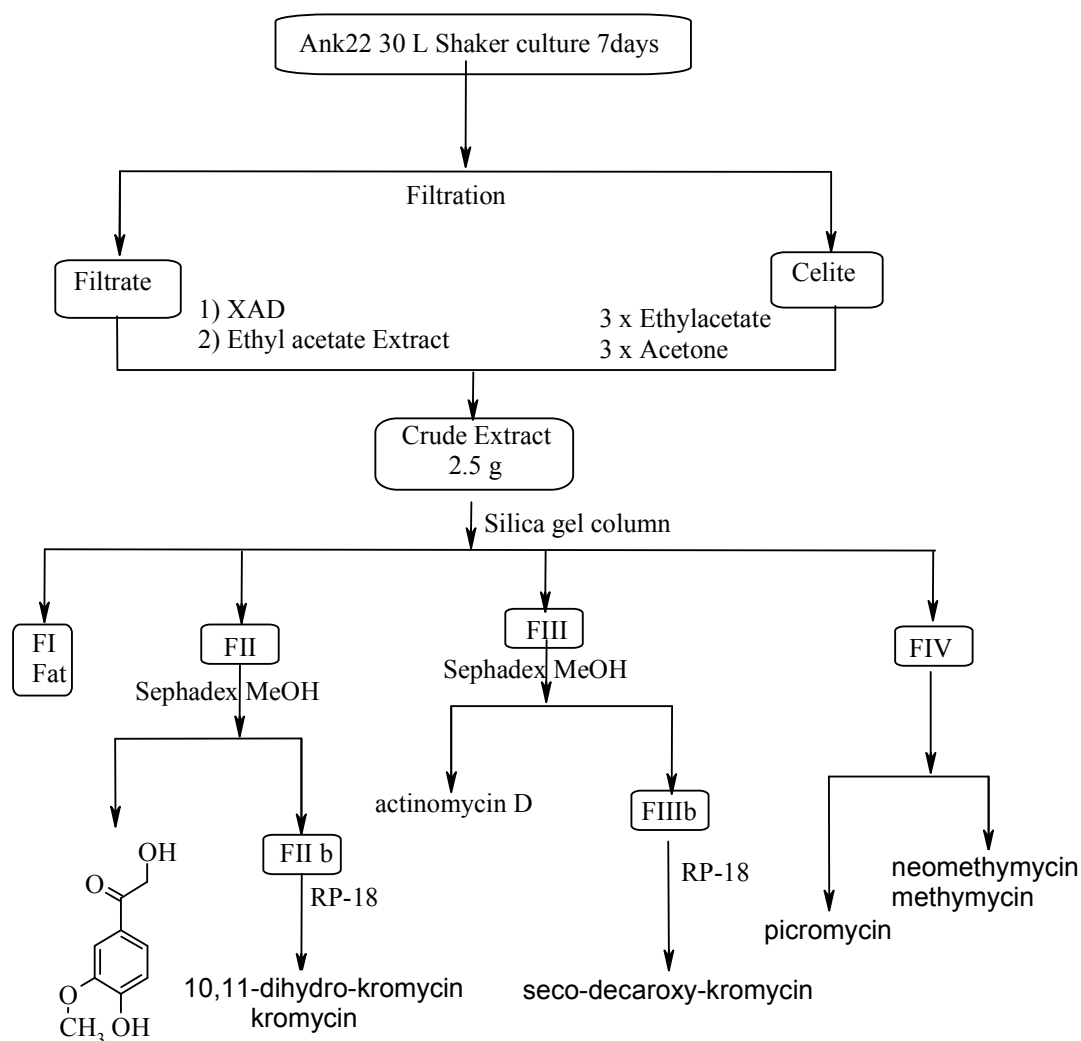 Ank22 30 L Shaker culture 7days
Filtration
Filtrate
Celite
1) XAD
2) Ethyl acetate Extract
3 x Ethylacetate
3 x Acetone
Crude Extract
2.5 g
Silica gel column
FI
Fat
FII
FIII
FIV
Sephadex MeOH
Sephadex MeOH
actinomycin D
FIIIb
FII b
RP-18
RP-18
neomethymycin
methymycin
picromycin
OH
O
O
CH3 OH
10,11-dihydro-kromycin
kromycin
seco-decaroxy-kromycin